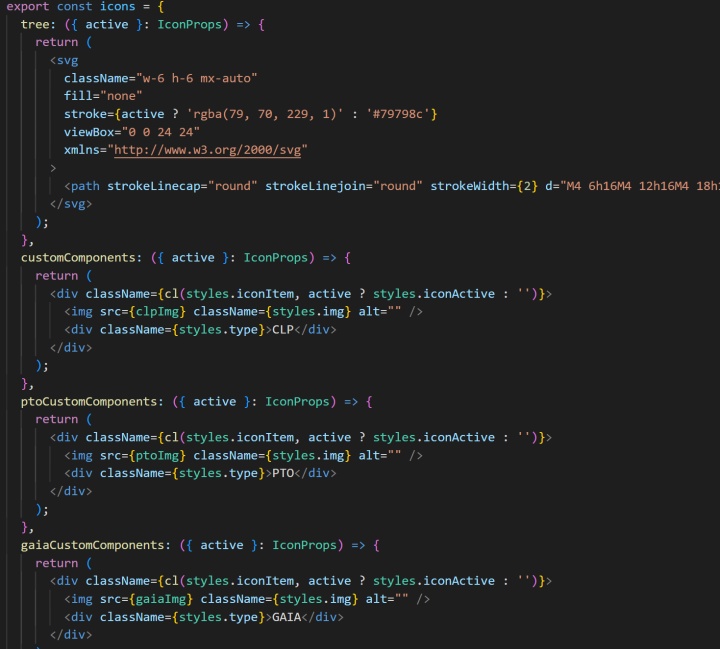 export const icons = {
tree: ({ active }: IconProps) => {
return (
<svg
className="w-6 h-6 mx-auto"
fill="none"
stroke={active ? 'rgba(79, 70, 229, 1)' : '#79798c'}
viewBox="0 0 24 24"
xmlns="http://www.w3.org/2000/svg"
>
<path strokeLinecap="round" strokeLinejoin="round" strokeWidth={2} d="M4 6h16M4 12h16M4 18h1
</svg>
);
},
customComponents: ({ active }: IconProps) => {
return (
<div className={cl(styles.iconItem, active ? styles.iconActive : '')}>
<img src={clpImg} className={styles.img} alt="" />
<div className={styles.type}>CLP</div>
</div>
);
},
ptoCustomComponents: ({ active }: IconProps) => {
return (
<div className={cl(styles.iconItem, active ? styles.iconActive : '')}>
<img src={ptoImg} className={styles.img} alt="" />
<div className={styles.type}>PTO</div>
</div>
);
},
gaiaCustomComponents: ({ active }: IconProps) => {
return (
<div className={cl(styles.iconItem, active ? styles.iconActive : '')}>
<img src={gaiaImg} className={styles.img} alt="" />
<div className={styles.type}>GAIA</div>
</div>